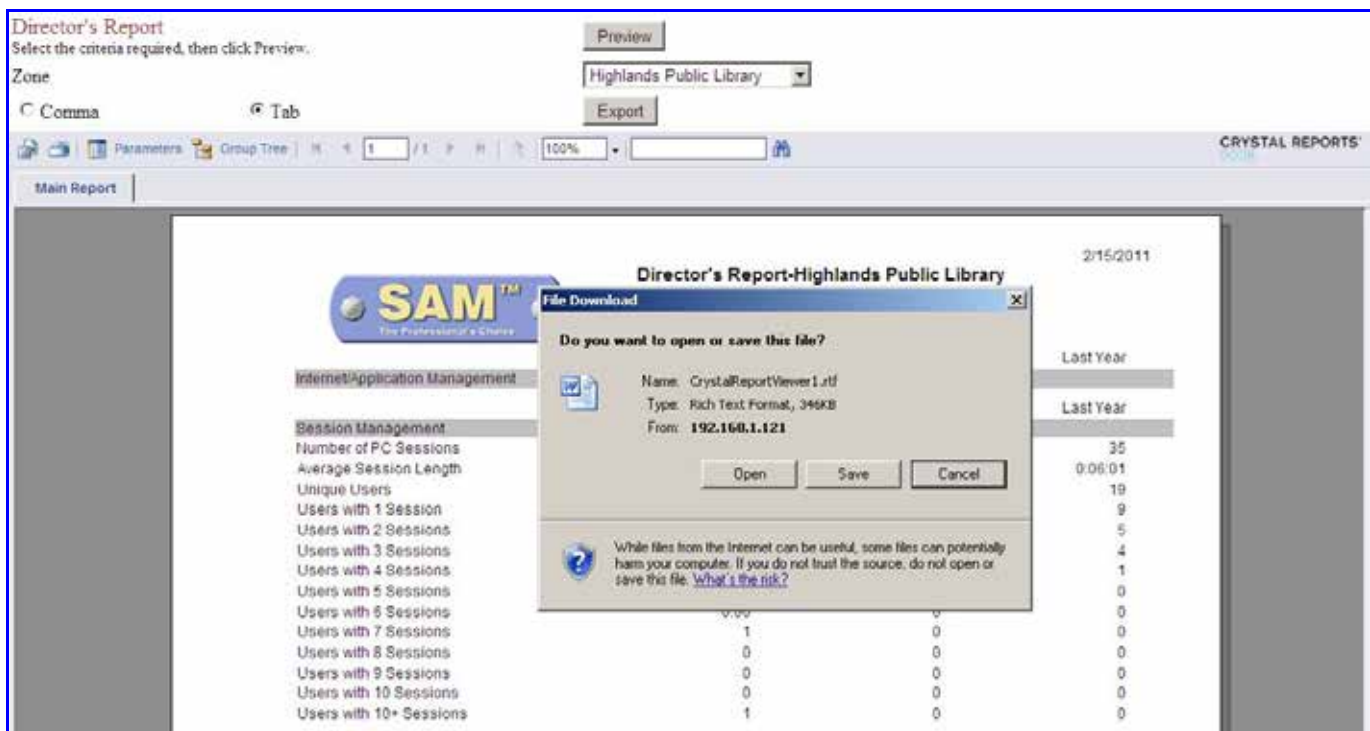 Director's Report
Select the criteria required, then click Preview.
Preview
Zone
Highlands Public Library
Comma
Tab
Export
Parameters
Group Tree
1
/1
100%
CRYSTAL REPORTS
Main Report
2/15/2011
Director's Report-Highlands Public Library
SAM™
The Professional's Choice
File Download
Do you want to open or save this file?
Name: CrystalReportViewer1.rtf
Type: Rich Text Format, 346KB
From: 192.168.1.121
Open Save Cancel
While files from the Internet can be useful, some files can potentially
harm your computer. If you do not trust the source, do not open or
save this file. What's the risk?
Last Year
Internet/Application Management
Last Year
Session Management
Number of PC Sessions 35
Average Session Length 0:06:01
Unique Users 19
Users with 1 Session 9
Users with 2 Sessions 5
Users with 3 Sessions 4
Users with 4 Sessions 1
Users with 5 Sessions 0
Users with 6 Sessions 0
Users with 7 Sessions 1 0 0
Users with 8 Sessions 0 0 0
Users with 9 Sessions 0 0 0
Users with 10 Sessions 0 0 0
Users with 10+ Sessions 1 0 0